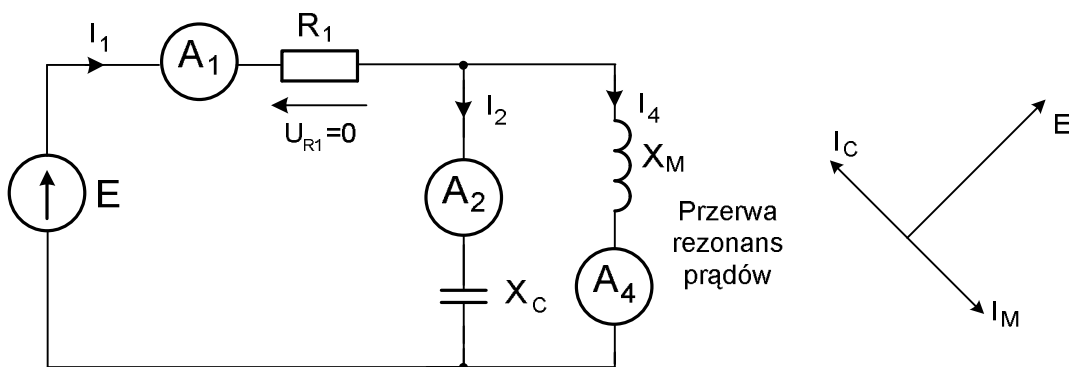 I1
A1
R1
UR1=0
I2
I4
XM
E
A2
Przerwa
rezonans
prądów
XC
A4
IC
E
IM